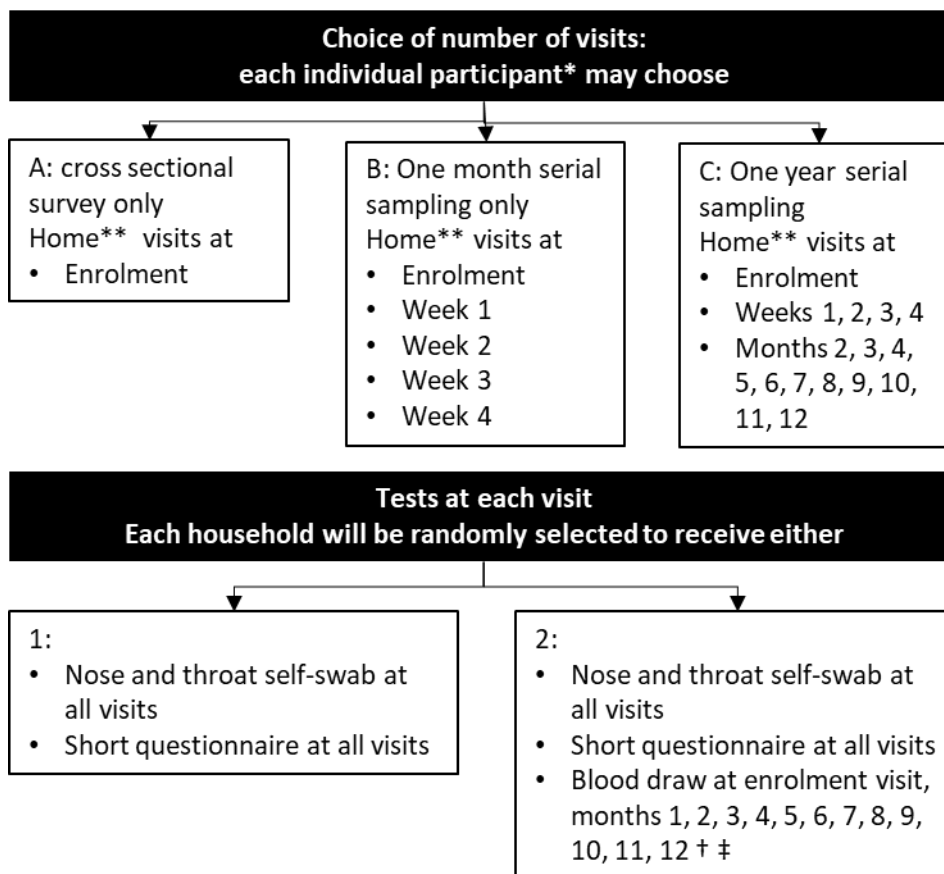 Choice of number of visits:
each individual participant* may choose
A: cross sectional
survey only
Home** visits at
• Enrolment
B: One month serial
sampling only
Home** visits at
• Enrolment
• Week 1
• Week 2
• Week 3
• Week 4
C: One year serial
sampling
Home** visits at
• Enrolment
• Weeks 1, 2, 3, 4
• Months 2, 3, 4,
5, 6, 7, 8, 9, 10,
11, 12
Tests at each visit
Each household will be randomly selected to receive either
1:
• Nose and throat self-swab at
all visits
• Short questionnaire at all visits
2:
• Nose and throat self-swab at
all visits
• Short questionnaire at all visits
• Blood draw at enrolment visit,
months 1, 2, 3, 4, 5, 6, 7, 8, 9,
10, 11, 12 † ‡